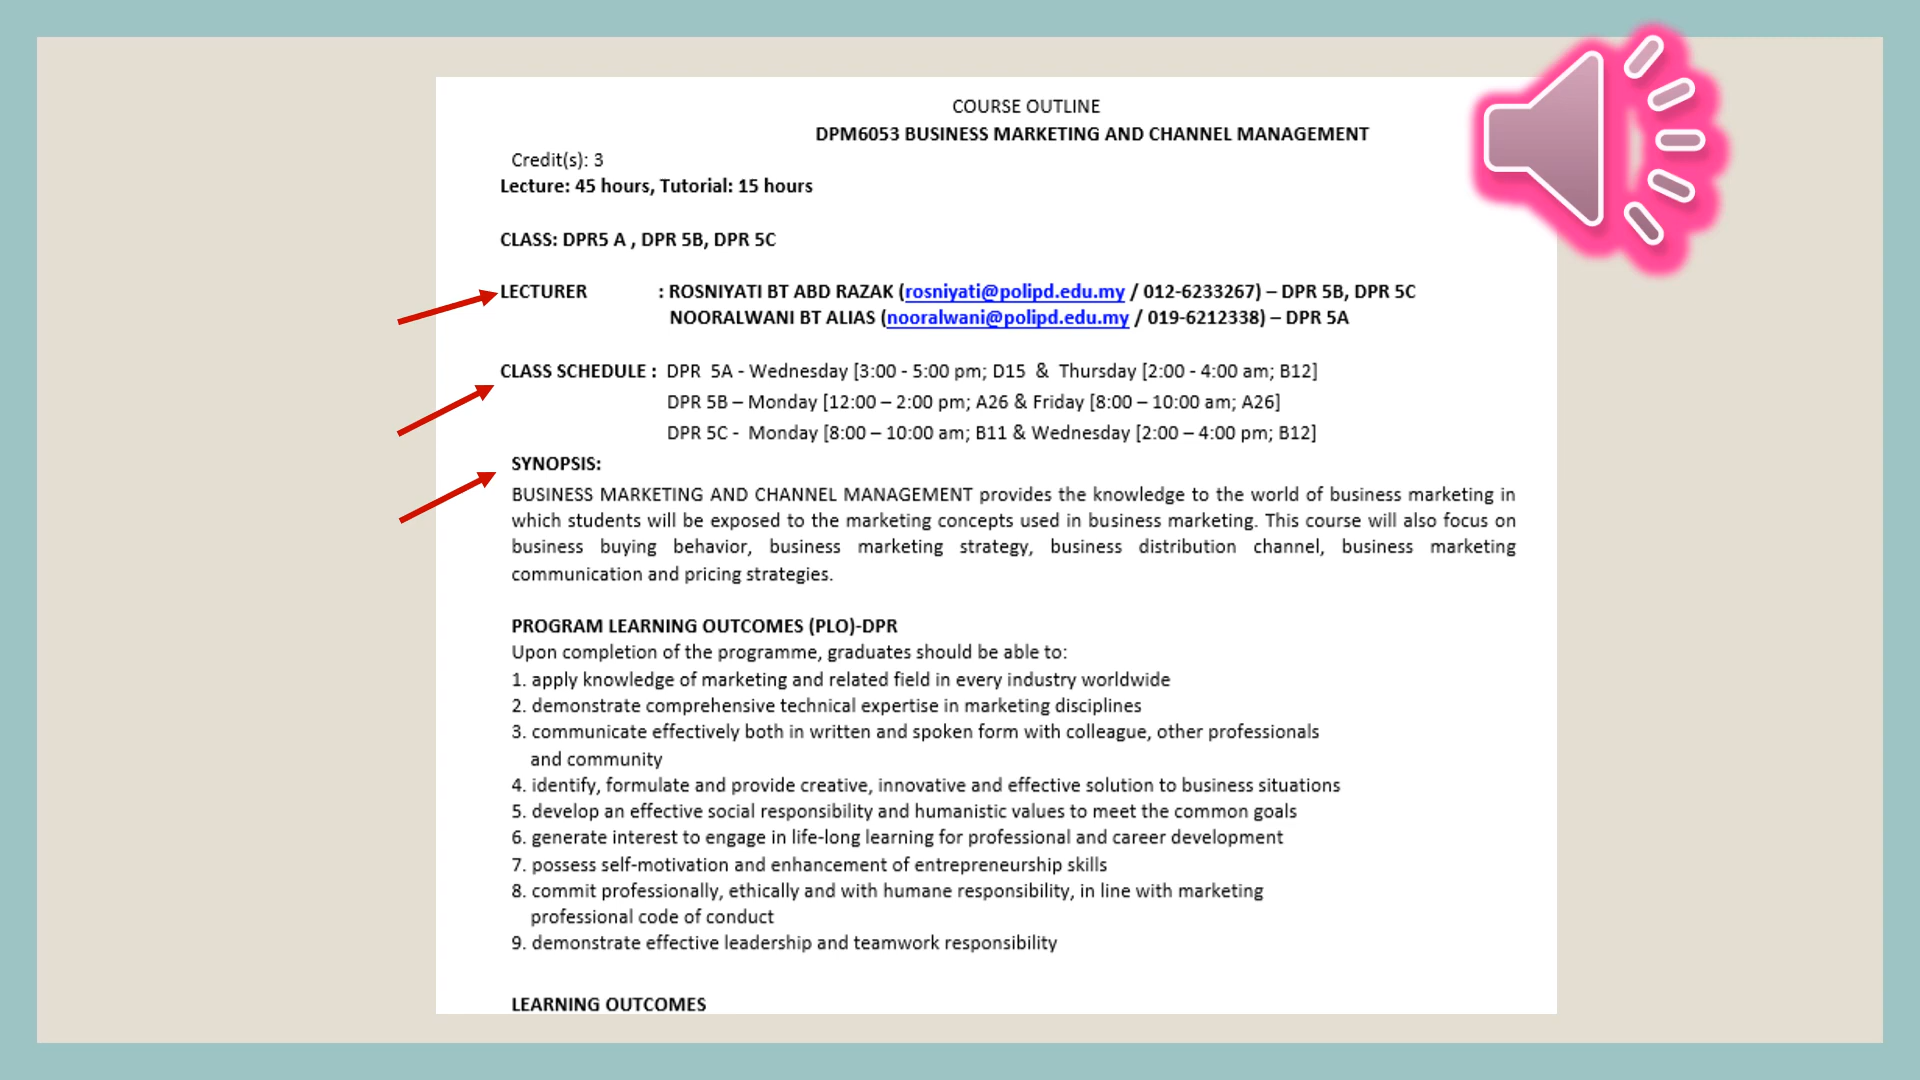 COURSE OUTLINE
DPM6053 BUSINESS MARKETING AND CHANNEL MANAGEMENT
Credit(s): 3
Lecture: 45 hours, Tutorial: 15 hours
CLASS: DPR5 A , DPR 5B, DPR 5C
LECTURER : ROSNIYATI BT ABD RAZAK (rosniyati@polipd.edu.my / 012-6233267) – DPR 5B, DPR 5C
NOORALWANI BT ALIAS (nooralwani@polipd.edu.my / 019-6212338) – DPR 5A
CLASS SCHEDULE : DPR 5A - Wednesday [3:00 - 5:00 pm; D15 & Thursday [2:00 - 4:00 am; B12]
DPR 5B – Monday [12:00 – 2:00 pm; A26 & Friday [8:00 – 10:00 am; A26]
DPR 5C - Monday [8:00 – 10:00 am; B11 & Wednesday [2:00 – 4:00 pm; B12]
SYNOPSIS:
BUSINESS MARKETING AND CHANNEL MANAGEMENT provides the knowledge to the world of business marketing in
which students will be exposed to the marketing concepts used in business marketing. This course will also focus on
business buying behavior, business marketing strategy, business distribution channel, business marketing
communication and pricing strategies.
PROGRAM LEARNING OUTCOMES (PLO)-DPR
Upon completion of the programme, graduates should be able to:
1. apply knowledge of marketing and related field in every industry worldwide
2. demonstrate comprehensive technical expertise in marketing disciplines
3. communicate effectively both in written and spoken form with colleague, other professionals
and community
4. identify, formulate and provide creative, innovative and effective solution to business situations
5. develop an effective social responsibility and humanistic values to meet the common goals
6. generate interest to engage in life-long learning for professional and career development
7. possess self-motivation and enhancement of entrepreneurship skills
8. commit professionally, ethically and with humane responsibility, in line with marketing
professional code of conduct
9. demonstrate effective leadership and teamwork responsibility
LEARNING OUTCOMES